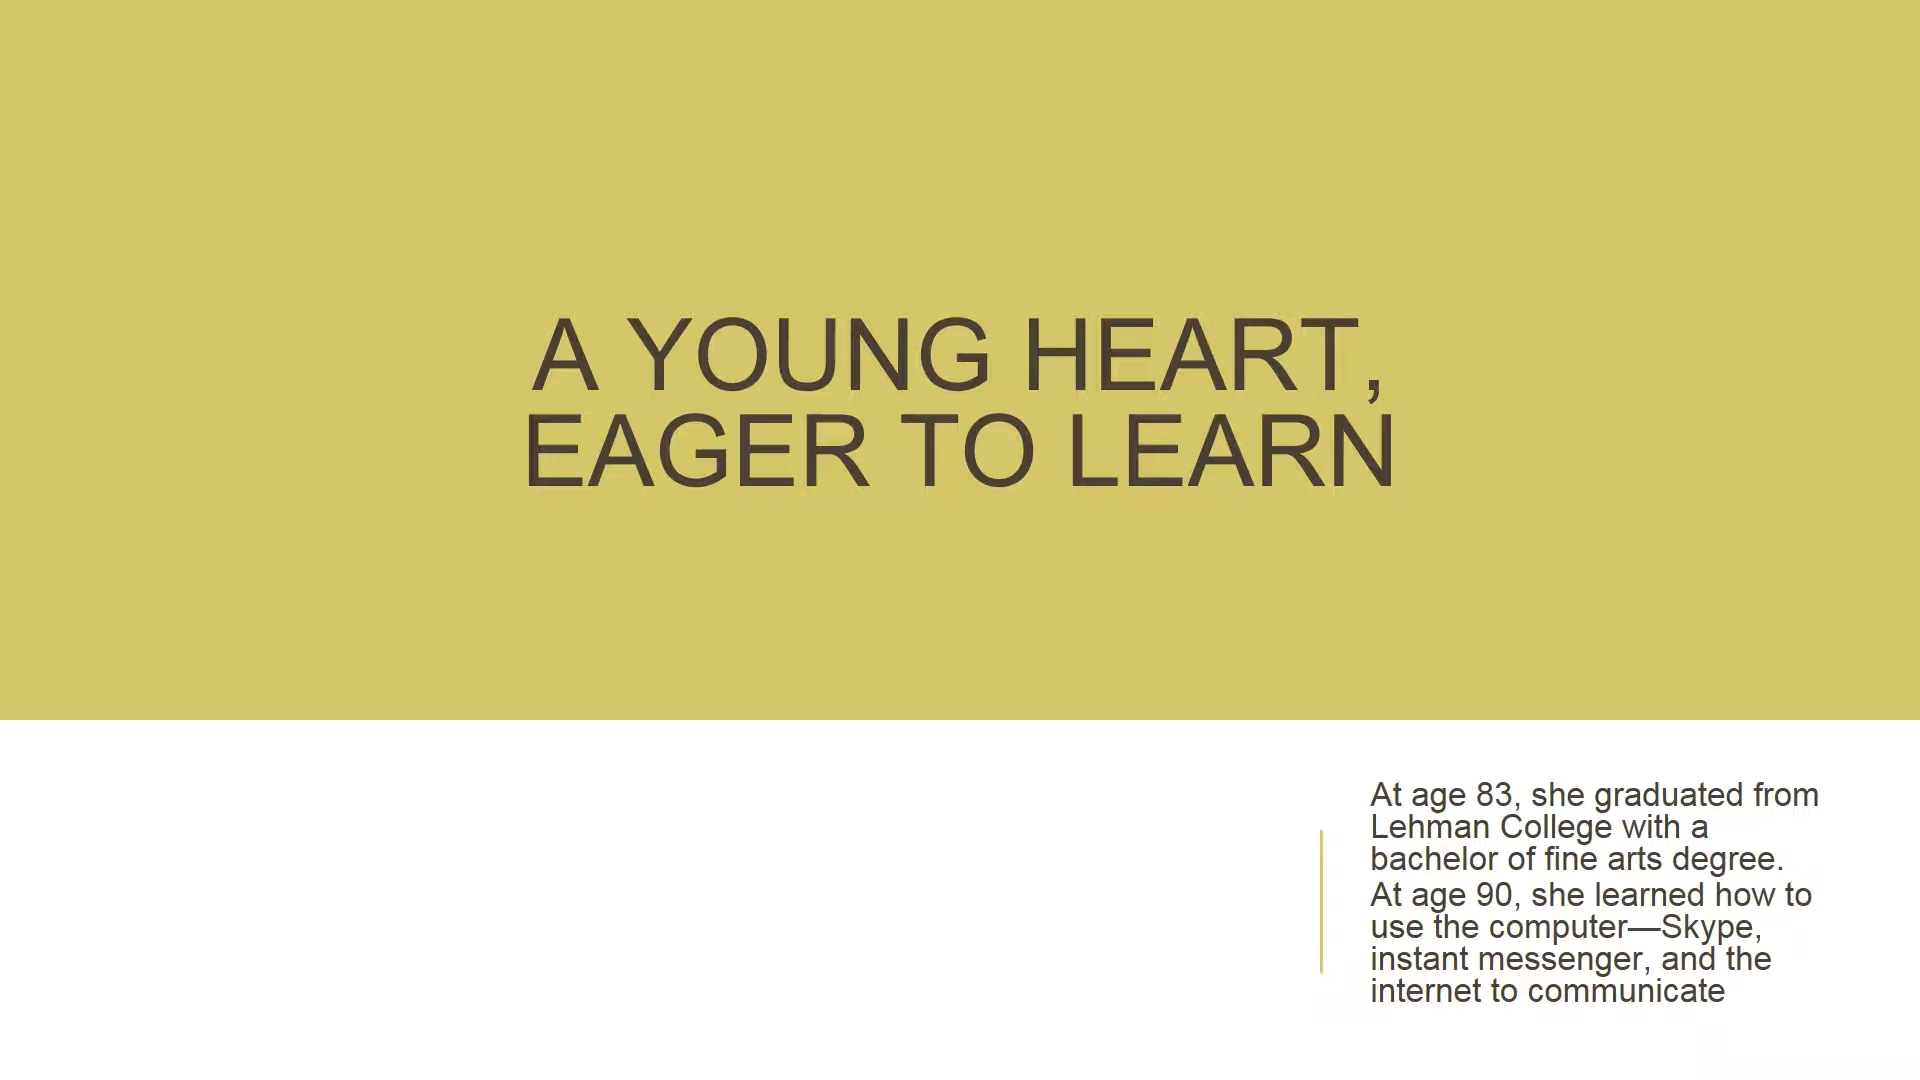 A YOUNG HEART,
EAGER TO LEARN
At age 83, she graduated from
Lehman College with a
bachelor of fine arts degree.
At age 90, she learned how to
use the computer—Skype,
instant messenger, and the
internet to communicate